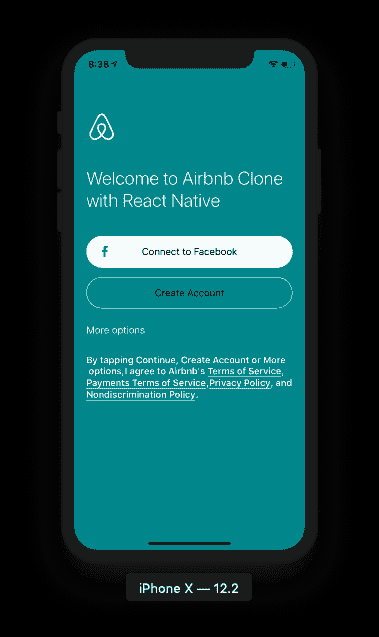 8:38
Welcome to Airbnb Clone
with React Native
f Connect to Facebook
Create Account
More options
By tapping Continue, Create Account or More
options,I agree to Airbnb's Terms of Service,
Payments Terms of Service,Privacy Policy, and
Nondiscrimination Policy.
iPhone X — 12.2